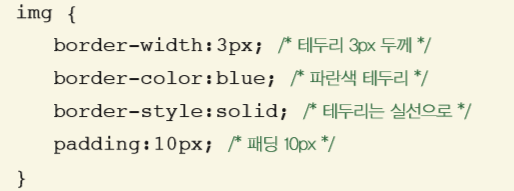 img {
border-width:3px; /* 테두리 3px 두께 */
border-color:blue; /* 파란색 테두리 */
border-style:solid; /* 테두리는 실선으로 */
padding:10px; /* 패딩 10px */
}